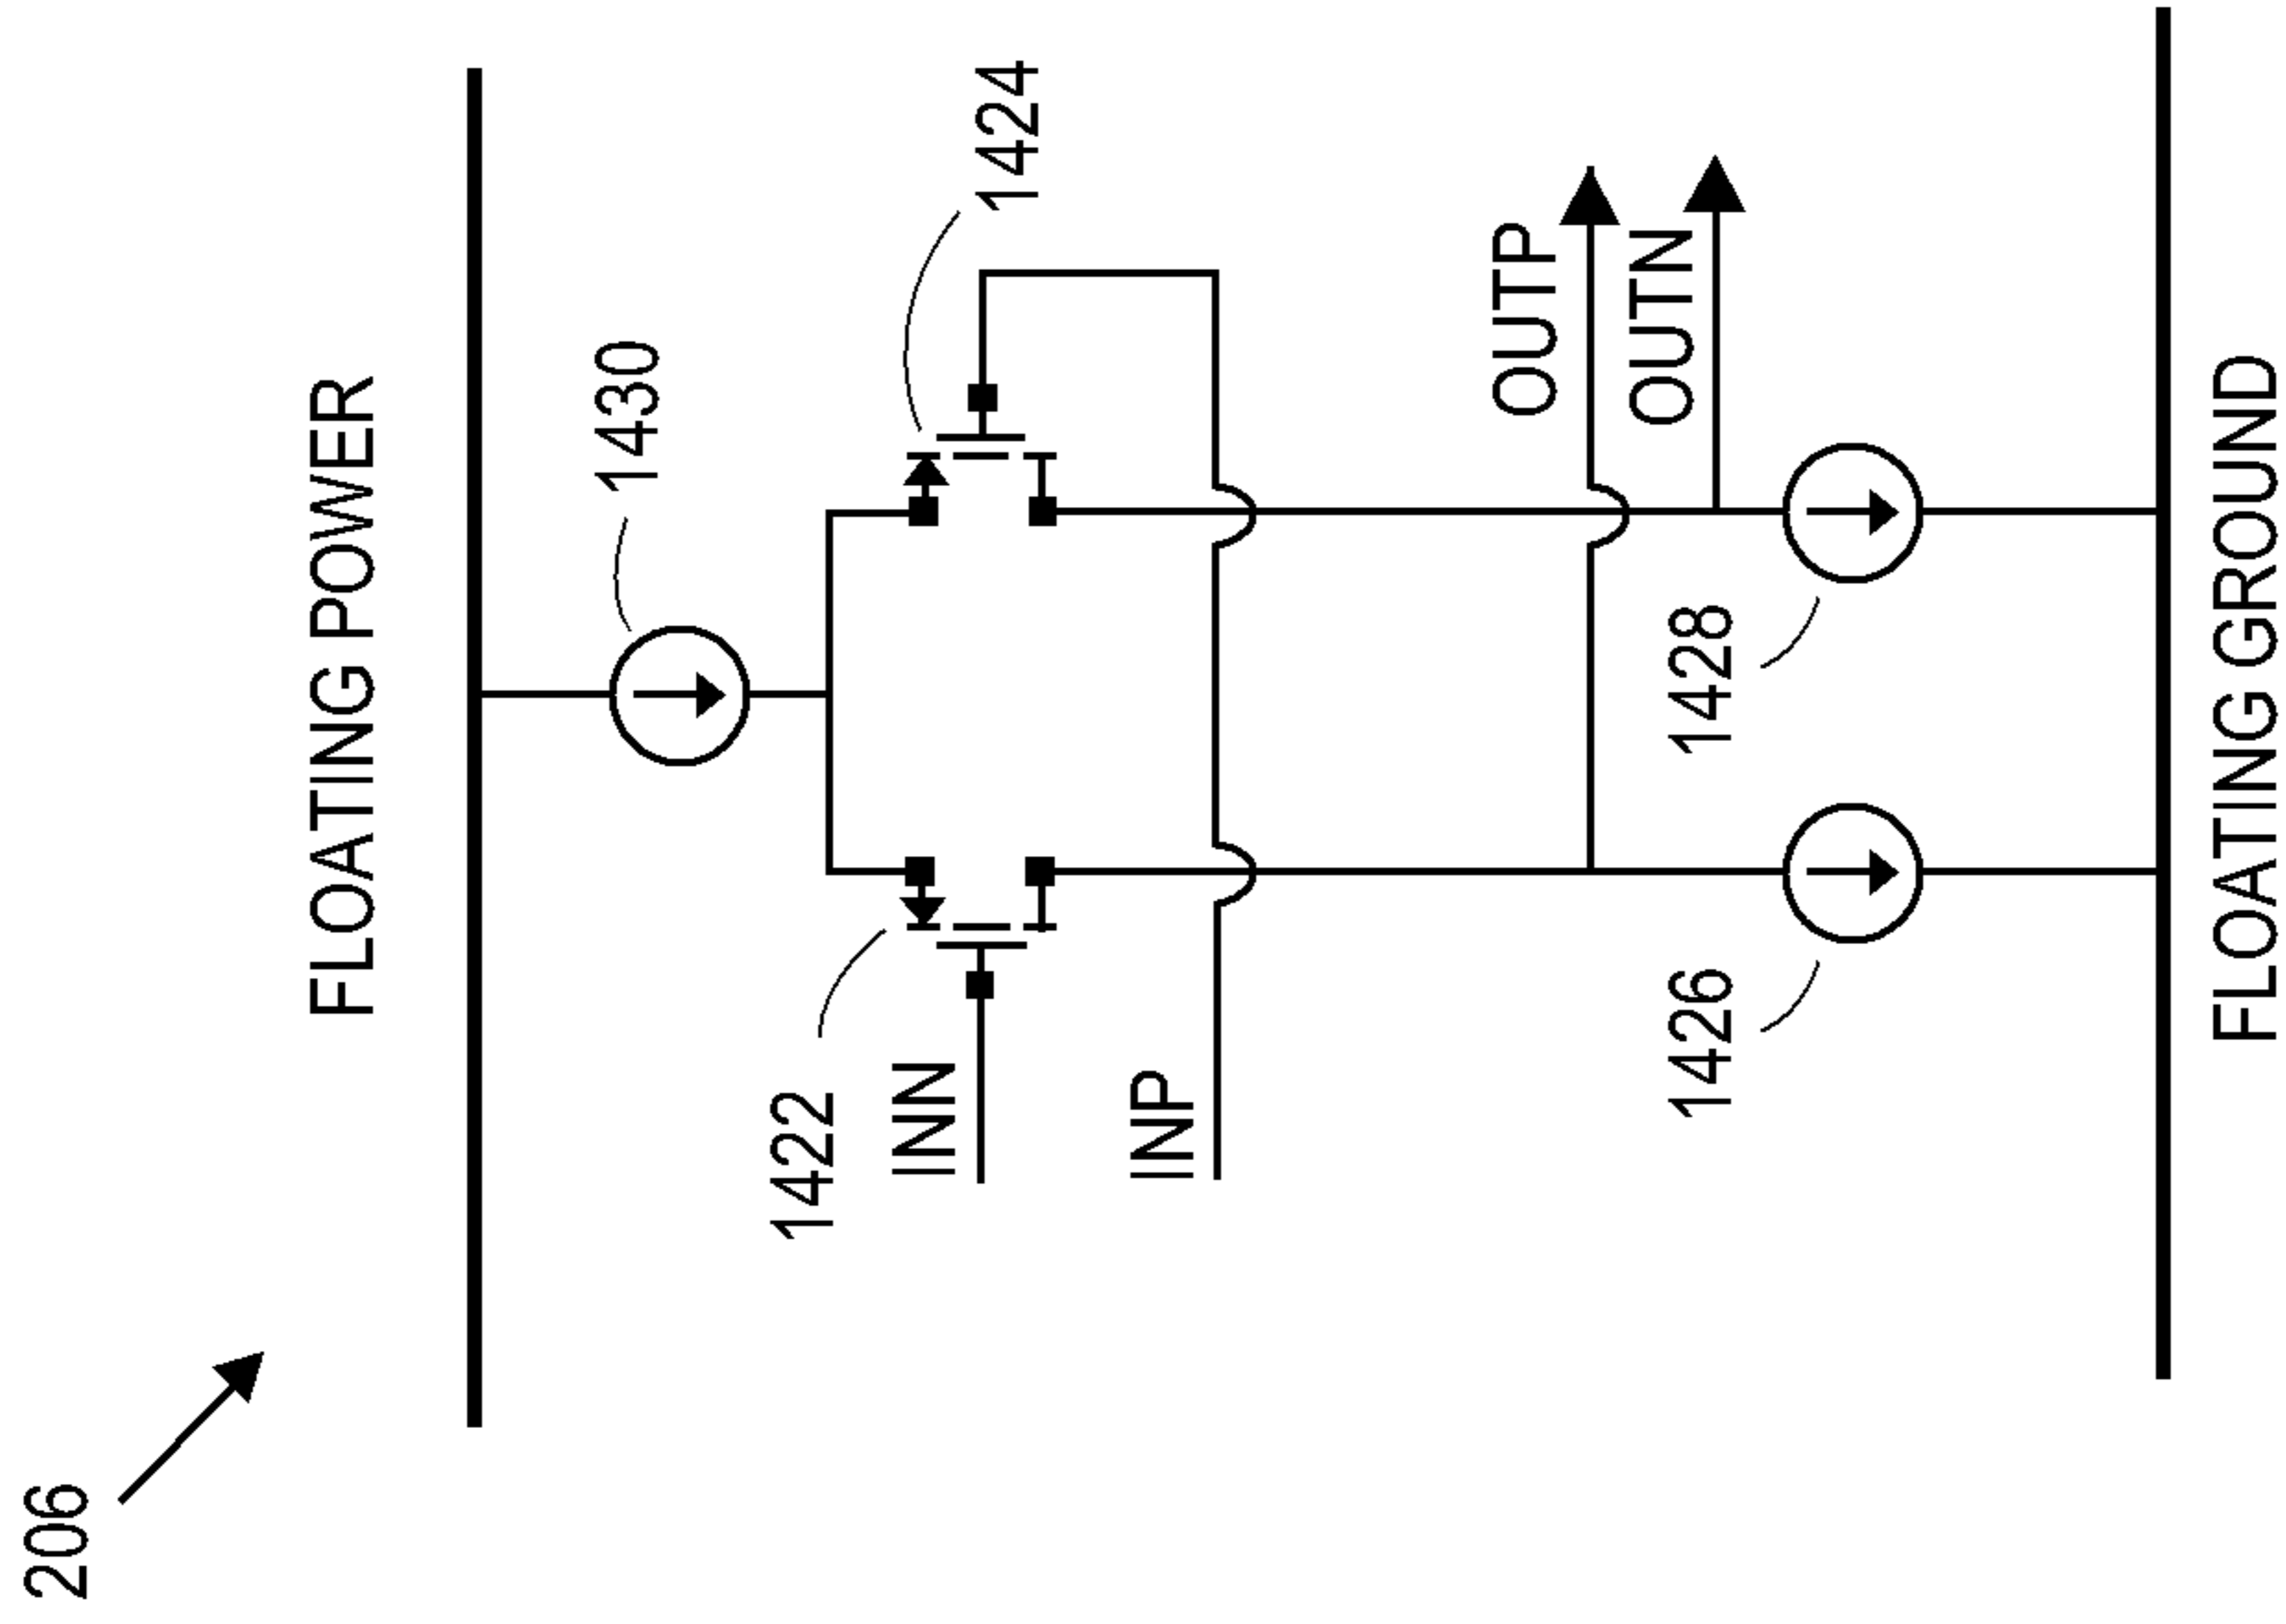 206
FLOATING POWER
1430
1422
1424
INN
INP
OUTP
OUTN
1426
1428
FLOATING GROUND